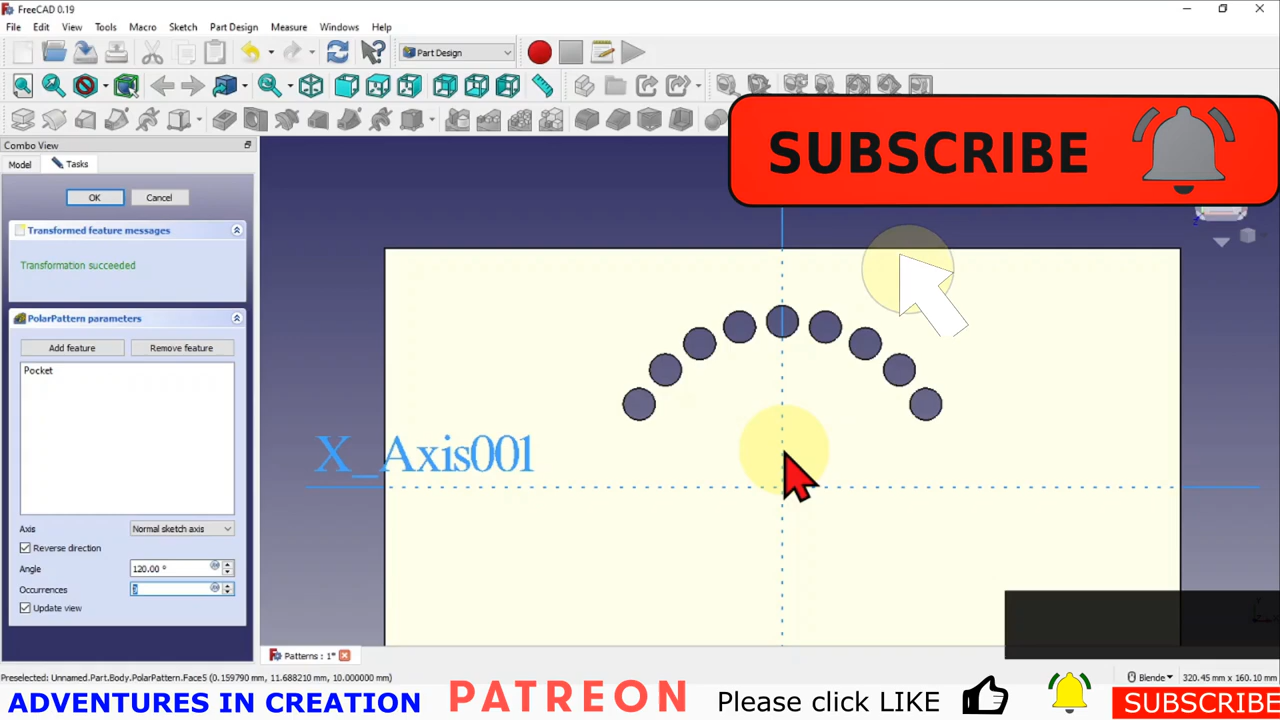 FreeCAD 0.19
File Edit View Tools Macro Sketch Part Design Measure Windows Help
Part Design
Combo View
Model Tasks
OK Cancel
Transformed feature messages
Transformation succeeded
PolarPattern parameters
Add feature Remove feature
Pocket
Axis Normal sketch axis
Reverse direction
Angle 120.00 °
Occurrences
Update view
SUBSCRIBE
X_Axis001
Patterns : 1*
Preselected: Unnamed.Part.Body.PolarPattern.Face5 (0.159790 mm, 11.688210 mm, 10.000000 mm)
Blende 320.45 mm x 160.10 mm
ADVENTURES IN CREATION PATREON Please click LIKE SUBSCRIBE